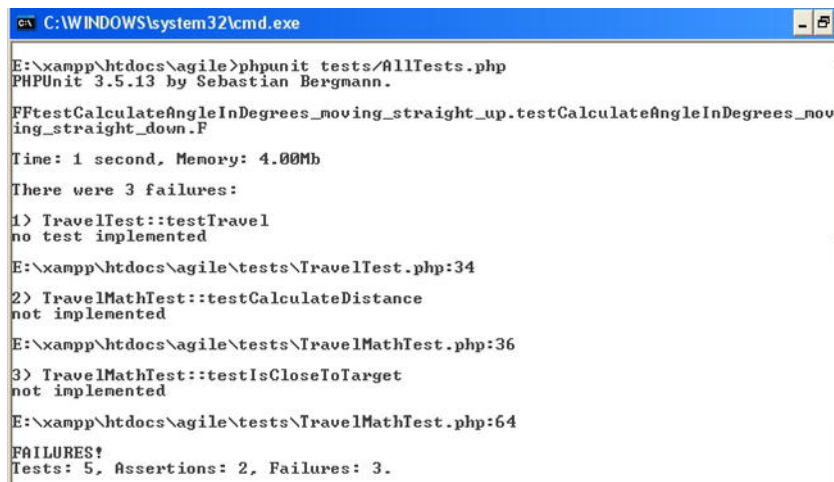 C:\WINDOWS\system32\cmd.exe
E:\xampp\htdocs\agile>phpunit tests/AllTests.php
PHPUnit 3.5.13 by Sebastian Bergmann.
FFtestCalculateAngleInDegrees_moving_straight_up.testCalculateAngleInDegrees_mov
ing_straight_down.F
Time: 1 second, Memory: 4.00Mb
There were 3 failures:
1) TravelTest::testTravel
no test implemented
E:\xampp\htdocs\agile\tests\TravelTest.php:34
2) TravelMathTest::testCalculateDistance
not implemented
E:\xampp\htdocs\agile\tests\TravelMathTest.php:36
3) TravelMathTest::testIsCloseToTarget
not implemented
E:\xampp\htdocs\agile\tests\TravelMathTest.php:64
FAILURES!
Tests: 5, Assertions: 2, Failures: 3.